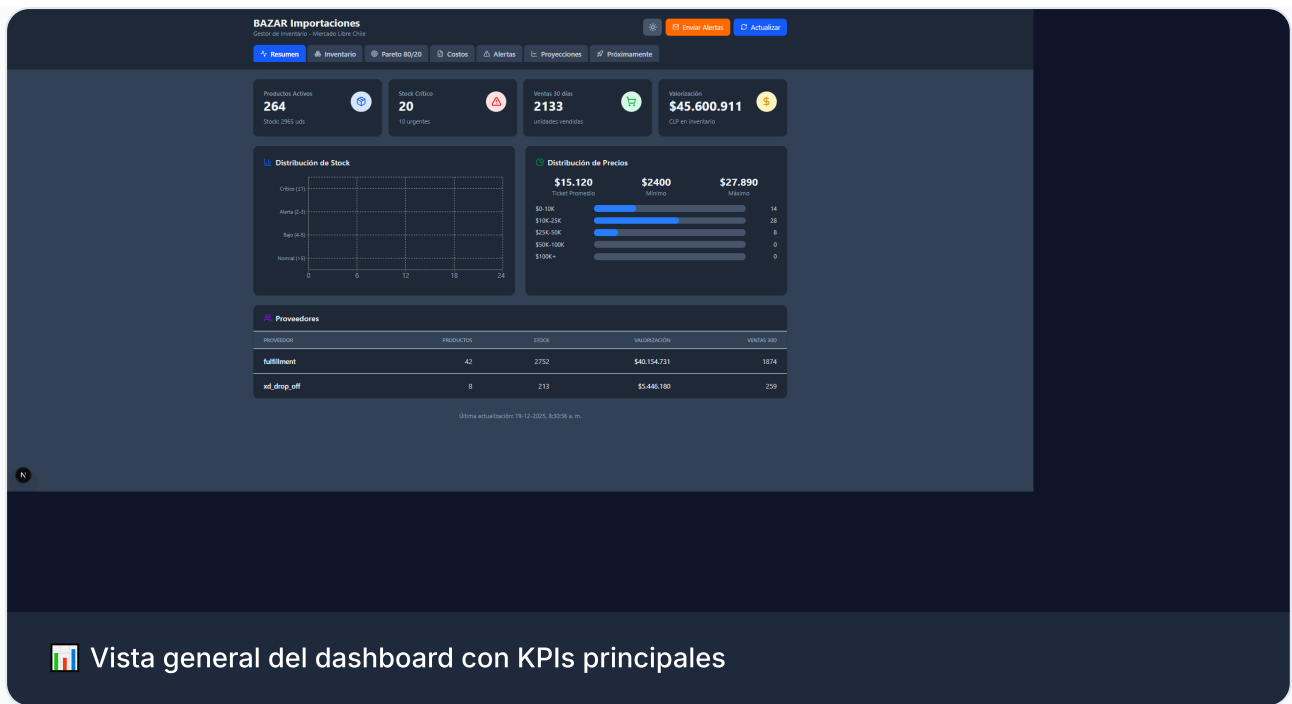 BAZAR Importaciones
Gestor de Inventario - Mercado Libre Chile
Enviar Alertas
Actualizar
Resumen
Inventario
Pareto 80/20
Costos
Alertas
Proyecciones
Próximamente
Productos Activos
264
Stock: 2965 uds
Stock Crítico
20
10 urgentes
Ventas 30 días
2133
unidades vendidas
Valorización
$45.600.911
CLP en inventario
Distribución de Stock
Crítico (≤1)
Alerta (2-3)
Bajo (4-5)
Normal (>5)
0 6 12 18 24
Distribución de Precios
$15.120 $2400 $27.890
Ticket Promedio Mínimo Máximo
$0-10K 14
$10K-25K 28
$25K-50K 8
$50K-100K 0
$100K+ 0
Proveedores
PROVEEDOR PRODUCTOS STOCK VALORIZACIÓN VENTAS 30D
fulfillment 42 2752 $40.154.731 1874
xd_drop_off 8 213 $5.446.180 259
Última actualización: 19-12-2025, 8:30:56 a. m.
N
📊 Vista general del dashboard con KPIs principales